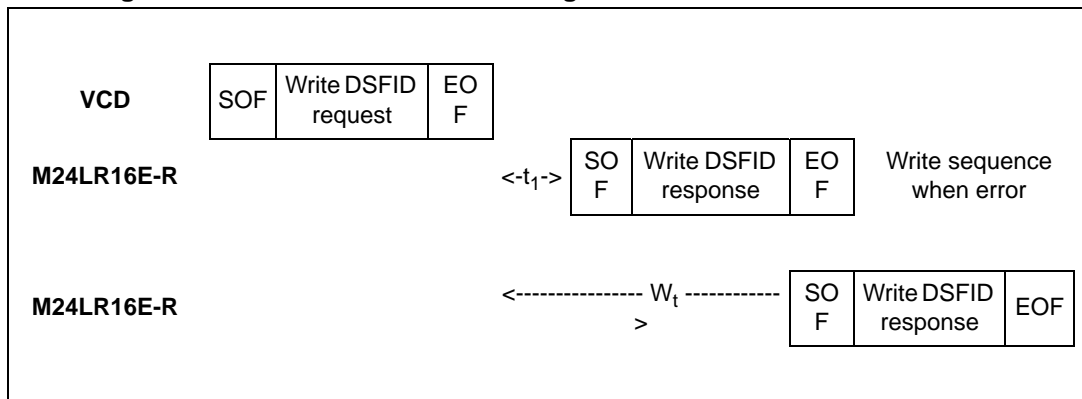 VCD
SOF
Write DSFID
request
EO
F
M24LR16E-R
<-t1->
SO
F
Write DSFID
response
EO
F
Write sequence
when error
M24LR16E-R
<---------------- Wt -------------
>
SO
F
Write DSFID
response
EOF